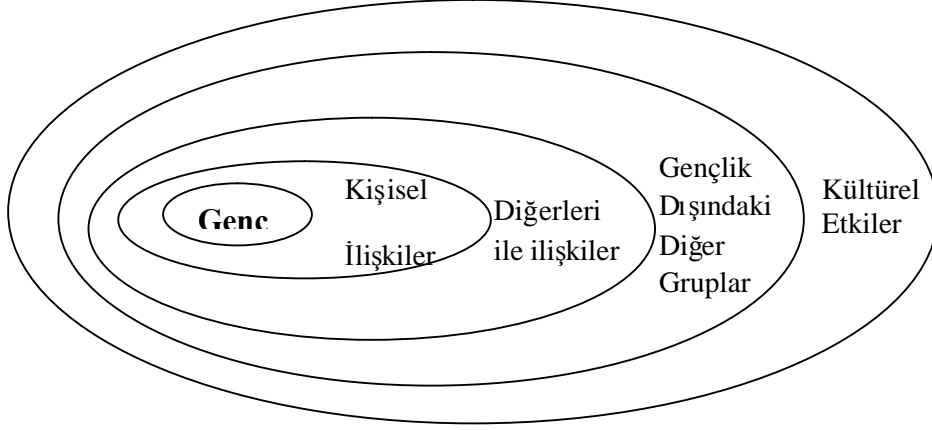 Genç
Kişisel
İlişkiler
Diğerleri
ile ilişkiler
Gençlik
Dışındaki
Diğer
Gruplar
Kültürel
Etkiler